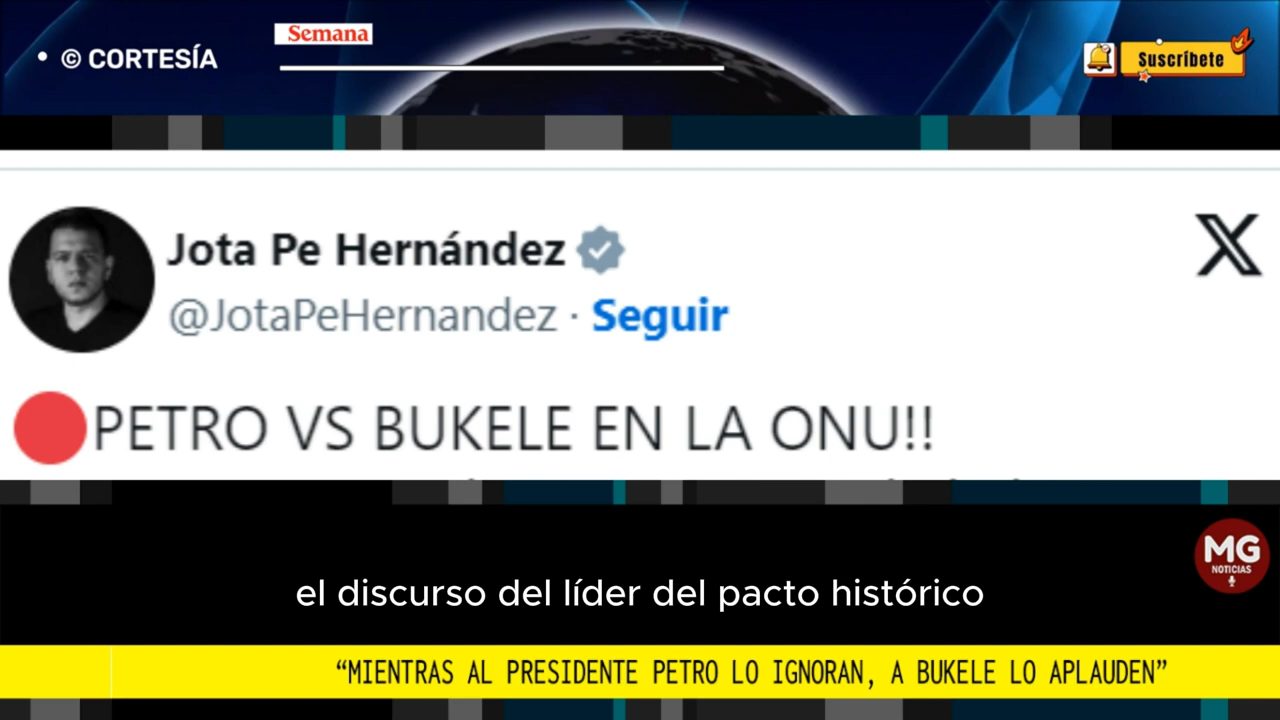 Semana
• © CORTESÍA
Suscríbete
Jota Pe Hernández
@JotaPeHernandez · Seguir
PETRO VS BUKELE EN LA ONU!!
MG
NOTICIAS
el discurso del líder del pacto histórico
“MIENTRAS AL PRESIDENTE PETRO LO IGNORAN, A BUKELE LO APLAUDEN”